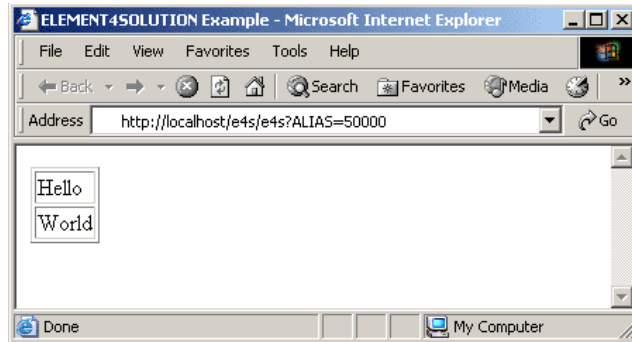 ELEMENT4SOLUTION Example - Microsoft Internet Explorer
File Edit View Favorites Tools Help
Back Search Favorites Media »
Address http://localhost/e4s/e4s?ALIAS=50000 Go
Hello
World
Done My Computer